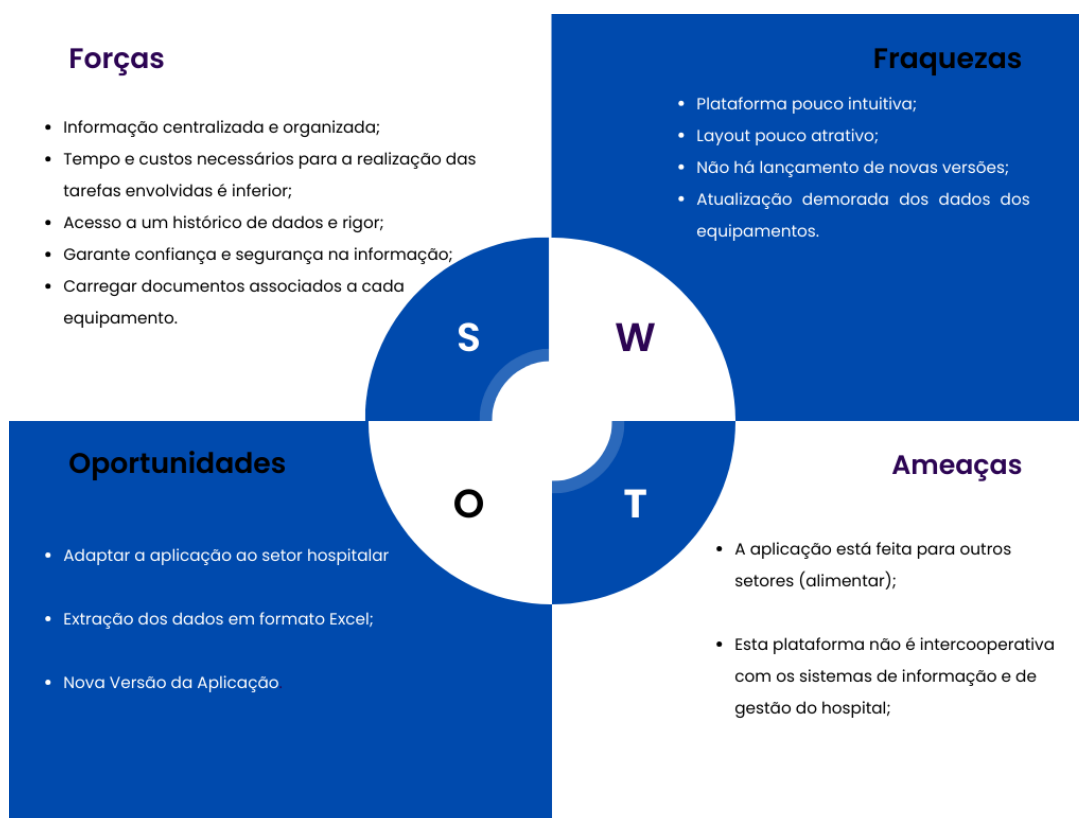 Forças
• Informação centralizada e organizada;
• Tempo e custos necessários para a realização das
tarefas envolvidas é inferior;
• Acesso a um histórico de dados e rigor;
• Garante confiança e segurança na informação;
• Carregar documentos associados a cada
equipamento.
Fraquezas
• Plataforma pouco intuitiva;
• Layout pouco atrativo;
• Não há lançamento de novas versões;
• Atualização demorada dos dados dos
equipamentos.
S
W
O
T
Oportunidades
• Adaptar a aplicação ao setor hospitalar
• Extração dos dados em formato Excel;
• Nova Versão da Aplicação.
Ameaças
• A aplicação está feita para outros
setores (alimentar);
• Esta plataforma não é intercooperativa
com os sistemas de informação e de
gestão do hospital;